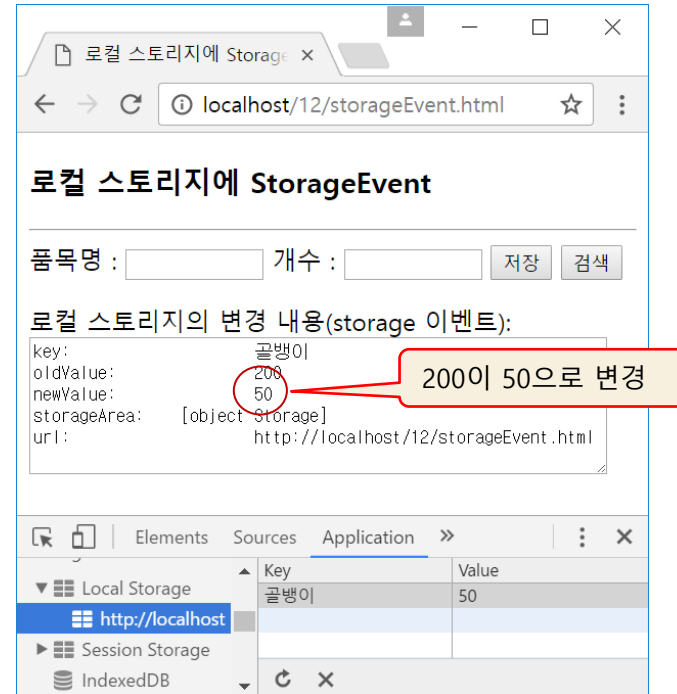 로컬 스토리지에 Storage
localhost/12/storageEvent.html
로컬 스토리지에 StorageEvent
품목명 : 개수 : 저장 검색
로컬 스토리지의 변경 내용(storage 이벤트):
key: 골뱅이
oldValue: 200
newValue: 50
storageArea: [object Storage]
url: http://localhost/12/storageEvent.html
200이 50으로 변경
Elements Sources Application »
Key Value
Local Storage
골뱅이 50
http://localhost
Session Storage
IndexedDB